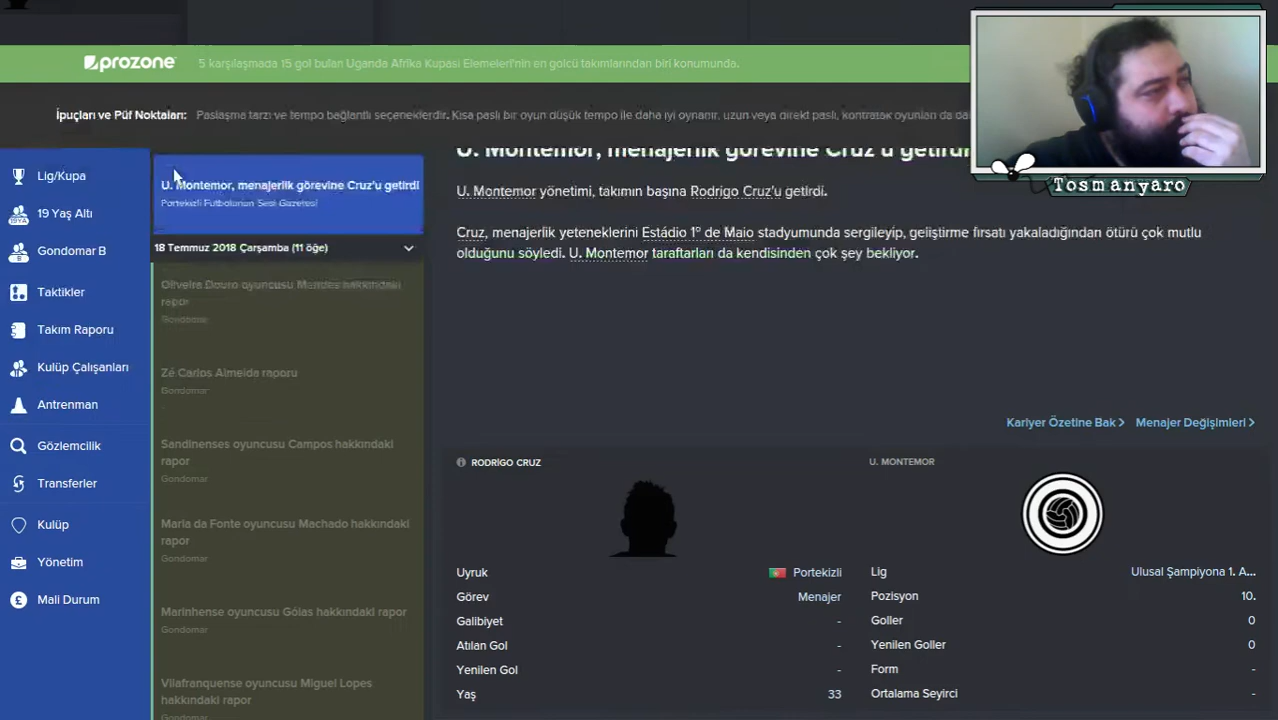 prozone
5 karşılaşmada 15 gol bulan Uganda Afrika Kupası Elemeleri'nin en golcü takımlarından biri konumunda.
İpuçları ve Püf Noktaları: Paslaşma tarzı ve tempo bağlantılı seçeneklerdir. Kısa paslı bir oyun düşük tempo ile daha iyi oynanır, uzun veya direkt paslı, kontratak oyunları da
Tosmanyaro
Lig/Kupa
19 Yaş Altı
Gondomar B
Taktikler
Takım Raporu
Kulüp Çalışanları
Antrenman
Gözlemcilik
Transferler
Kulüp
Yönetim
Mali Durum
U. Montemor, menajerlik görevine Cruz'u getirdi
Portekizli Futbolunun Sesi Gazetesi
18 Temmuz 2018 Çarşamba (11 öğe)
Oliveira Douro oyuncusu Mendes hakkındaki
rapor
Gondomar
Zé Carlos Almeida raporu
Gondomar
Sandinenses oyuncusu Campos hakkındaki
rapor
Gondomar
Maria da Fonte oyuncusu Machado hakkındaki
rapor
Gondomar
Marinhense oyuncusu Góias hakkındaki rapor
Gondomar
Vilafranquense oyuncusu Miguel Lopes
hakkındaki rapor
Gondomar
U. Montemor, menajerlik görevine Cruz'u getirdi
U. Montemor yönetimi, takımın başına Rodrigo Cruz'u getirdi.
Cruz, menajerlik yeteneklerini Estádio 1º de Maio stadyumunda sergileyip, geliştirme fırsatı yakaladığından ötürü çok mutlu
olduğunu söyledi. U. Montemor taraftarları da kendisinden çok şey bekliyor.
Kariyer Özetine Bak
Menajer Değişimleri
RODRİGO CRUZ
Uyruk Portekizli
Görev Menajer
Galibiyet -
Atılan Gol -
Yenilen Gol -
Yaş 33
U. MONTEMOR
Lig Ulusal Şampiyona 1. A...
Pozisyon 10.
Goller 0
Yenilen Goller 0
Form -
Ortalama Seyirci -